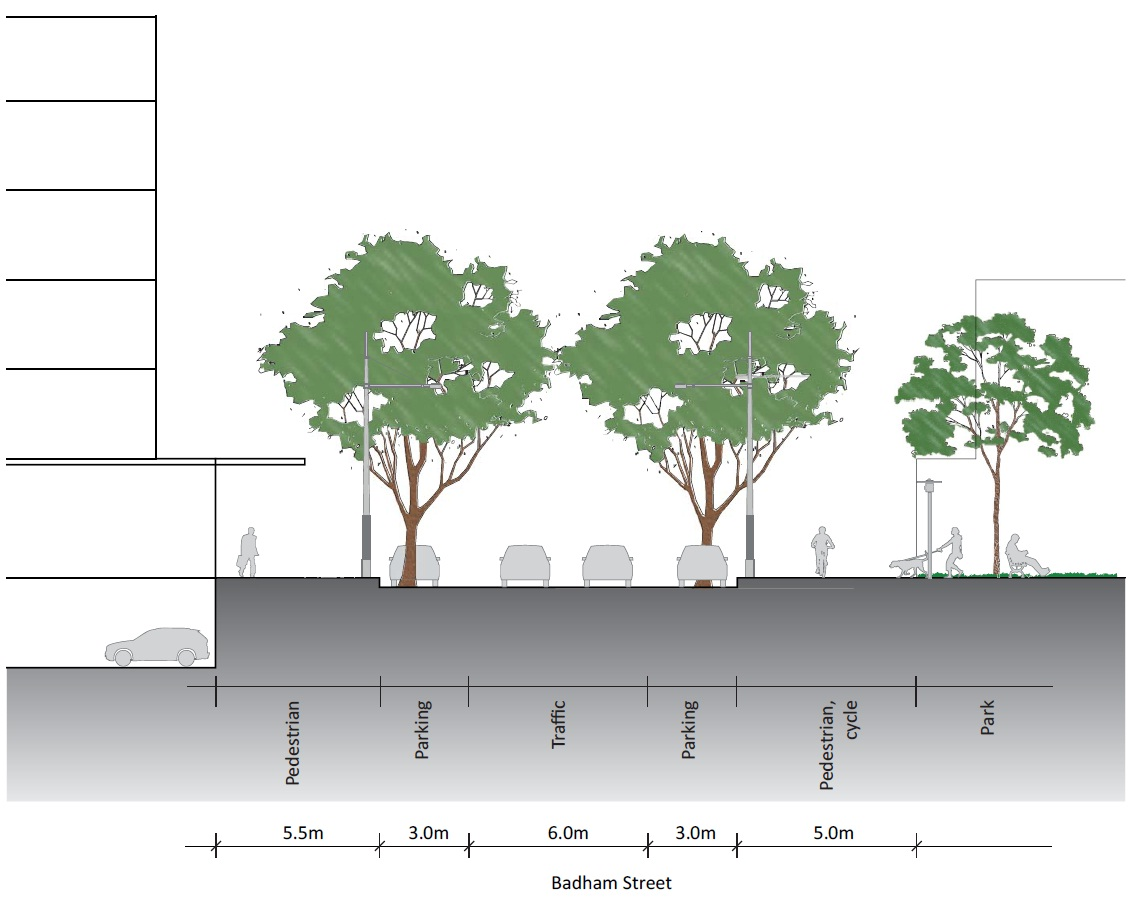 Pedestrian
Parking
Traffic
Parking
Pedestrian,
cycle
Park
5.5m
3.0m
6.0m
3.0m
5.0m
Badham Street